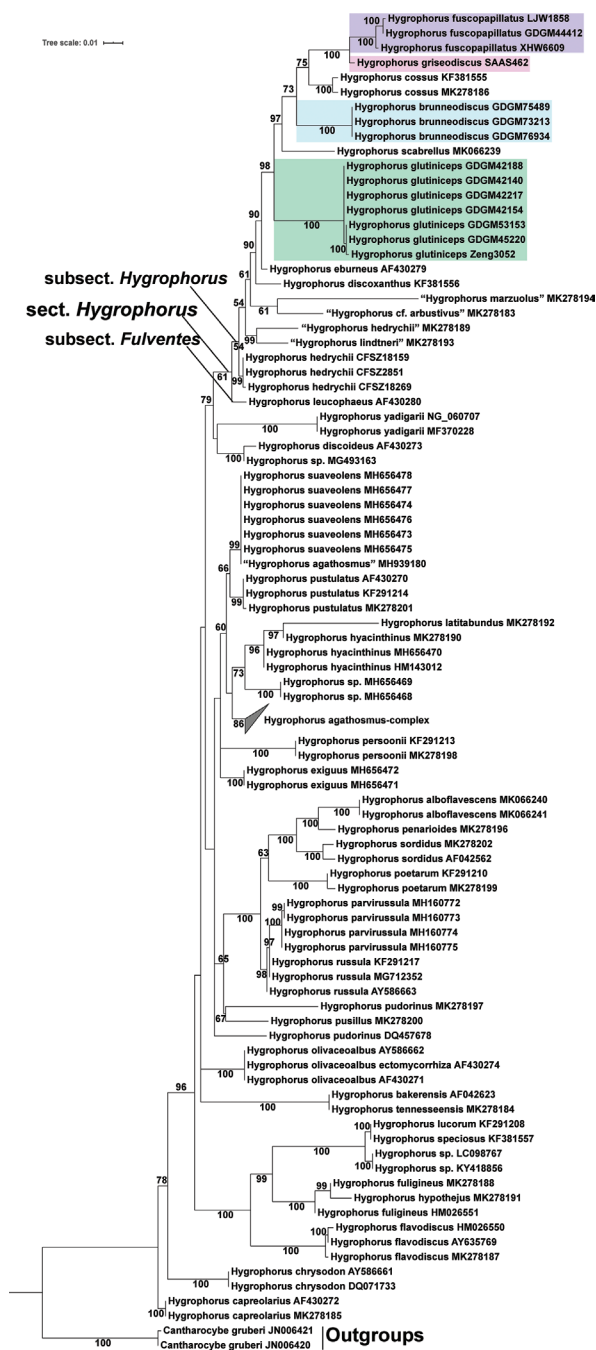 Tree scale: 0.01
100
Hygrophorus fuscopapillatus LJW1858
Hygrophorus fuscopapillatus GDGM44412
Hygrophorus fuscopapillatus XHW6609
100
75
Hygrophorus griseodiscus SAAS462
Hygrophorus cossus KF381555
100
73
Hygrophorus cossus MK278186
Hygrophorus brunneodiscus GDGM75489
97
Hygrophorus brunneodiscus GDGM73213
100
Hygrophorus brunneodiscus GDGM76934
Hygrophorus scabrellus MK066239
98
Hygrophorus glutiniceps GDGM42188
Hygrophorus glutiniceps GDGM42140
Hygrophorus glutiniceps GDGM42217
Hygrophorus glutiniceps GDGM42154
90
100
Hygrophorus glutiniceps GDGM53153
Hygrophorus glutiniceps GDGM45220
90
100
Hygrophorus glutiniceps Zeng3052
Hygrophorus eburneus AF430279
61
subsect. Hygrophorus
Hygrophorus discoxanthus KF381556
“Hygrophorus marzuolus” MK278194
54
61
sect. Hygrophorus
“Hygrophorus cf. arbustivus” MK278183
“Hygrophorus hedrychii” MK278189
subsect. Fulventes
54
99
“Hygrophorus lindtneri” MK278193
Hygrophorus hedrychii CFSZ18159
Hygrophorus hedrychii CFSZ2851
61
99
Hygrophorus hedrychii CFSZ18269
79
Hygrophorus leucophaeus AF430280
Hygrophorus yadigarii NG_060707
100
Hygrophorus yadigarii MF370228
Hygrophorus discoideus AF430273
100
Hygrophorus sp. MG493163
Hygrophorus suaveolens MH656478
Hygrophorus suaveolens MH656477
Hygrophorus suaveolens MH656474
Hygrophorus suaveolens MH656476
Hygrophorus suaveolens MH656473
99
Hygrophorus suaveolens MH656475
“Hygrophorus agathosmus” MH939180
66
Hygrophorus pustulatus AF430270
Hygrophorus pustulatus KF291214
99
Hygrophorus pustulatus MK278201
60
Hygrophorus latitabundus MK278192
97
Hygrophorus hyacinthinus MK278190
96
Hygrophorus hyacinthinus MH656470
Hygrophorus hyacinthinus HM143012
73
Hygrophorus sp. MH656469
100
Hygrophorus sp. MH656468
86
Hygrophorus agathosmus-complex
Hygrophorus persoonii KF291213
100
Hygrophorus persoonii MK278198
Hygrophorus exiguus MH656472
100
Hygrophorus exiguus MH656471
Hygrophorus alboflavescens MK066240
100
Hygrophorus alboflavescens MK066241
100
Hygrophorus penarioides MK278196
100
Hygrophorus sordidus MK278202
63
100
Hygrophorus sordidus AF042562
Hygrophorus poetarum KF291210
100
Hygrophorus poetarum MK278199
99
Hygrophorus parvirussula MH160772
100
Hygrophorus parvirussula MH160773
100
Hygrophorus parvirussula MH160774
97
Hygrophorus parvirussula MH160775
65
Hygrophorus russula KF291217
98
Hygrophorus russula MG712352
Hygrophorus russula AY586663
Hygrophorus pudorinus MK278197
67
Hygrophorus pusillus MK278200
Hygrophorus pudorinus DQ457678
Hygrophorus olivaceoalbus AY586662
Hygrophorus olivaceoalbus ectomycorrhiza AF430274
100
Hygrophorus olivaceoalbus AF430271
96
Hygrophorus bakerensis AF042623
100
Hygrophorus tennesseensis MK278184
100
Hygrophorus lucorum KF291208
Hygrophorus speciosus KF381557
100
Hygrophorus sp. LC098767
100
Hygrophorus sp. KY418856
99
99
Hygrophorus fuligineus MK278188
78
Hygrophorus hypothejus MK278191
100
Hygrophorus fuligineus HM026551
100
100
Hygrophorus flavodiscus HM026550
Hygrophorus flavodiscus AY635769
100
Hygrophorus flavodiscus MK278187
Hygrophorus chrysodon AY586661
100
Hygrophorus chrysodon DQ071733
Hygrophorus capreolarius AF430272
100
Hygrophorus capreolarius MK278185
Cantharocybe gruberi JN006421
100
Cantharocybe gruberi JN006420
Outgroups